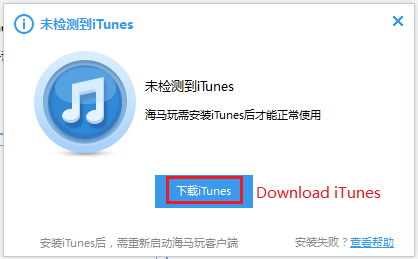 未检测到iTunes
未检测到iTunes
海马玩需安装iTunes后才能正常使用
下载iTunes
Download iTunes
安装iTunes后，需重新启动海马玩客户端
安装失败？查看帮助